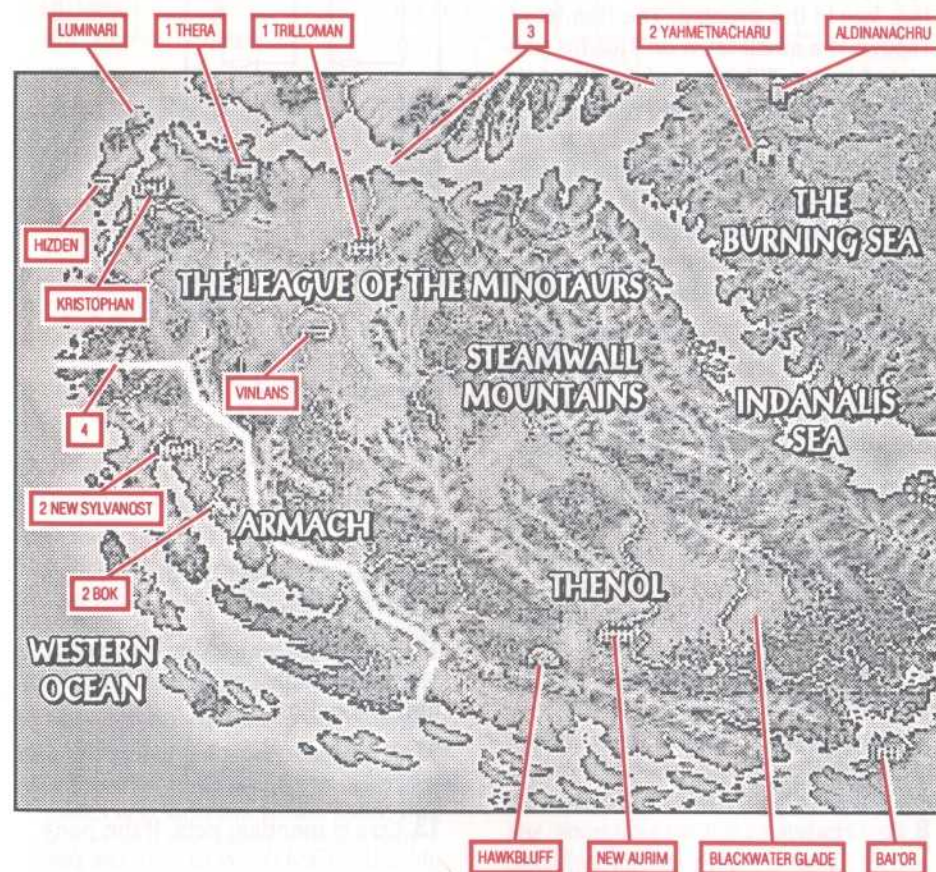 LUMINARI
1 THERA
1 TRILLOMAN
3
2 YAHMETNACHARU
ALDINANACHRU
HIZDEN
KRISTOPHAN
THE
BURNING SEA
THE LEAGUE OF THE MINOTAURS
VINLANS
STEAMWALL
MOUNTAINS
INDANALIS
SEA
4
2 NEW SYLVANOST
ARMACH
2 BOK
THENOL
WESTERN
OCEAN
HAWKBLUFF
NEW AURIM
BLACKWATER GLADE
BAI'OR